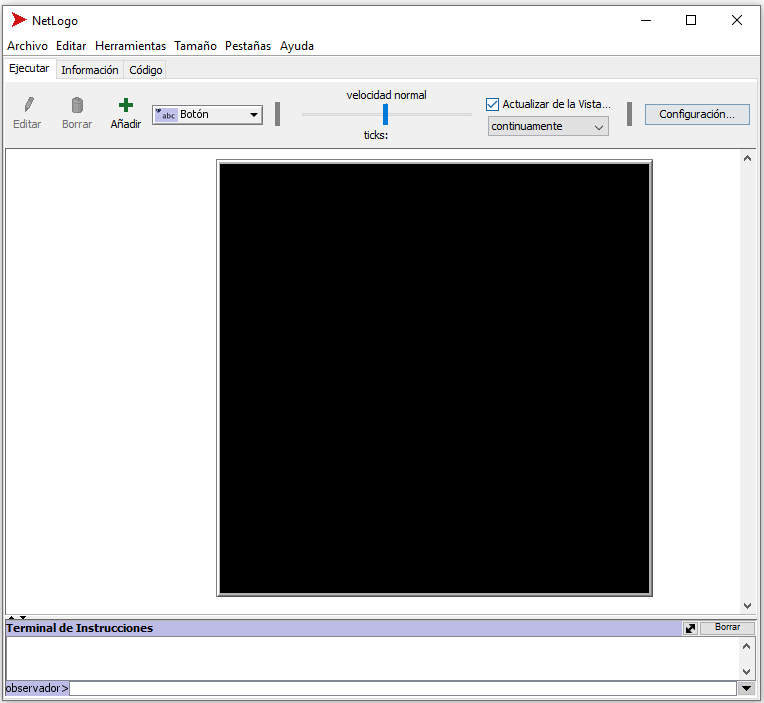 NetLogo
Archivo Editar Herramientas Tamaño Pestañas Ayuda
Ejecutar Información Código
velocidad normal
Editar Borrar Añadir abc Botón
ticks:
Actualizar de la Vista...
continuamente
Configuración...
Terminal de Instrucciones Borrar
observador>